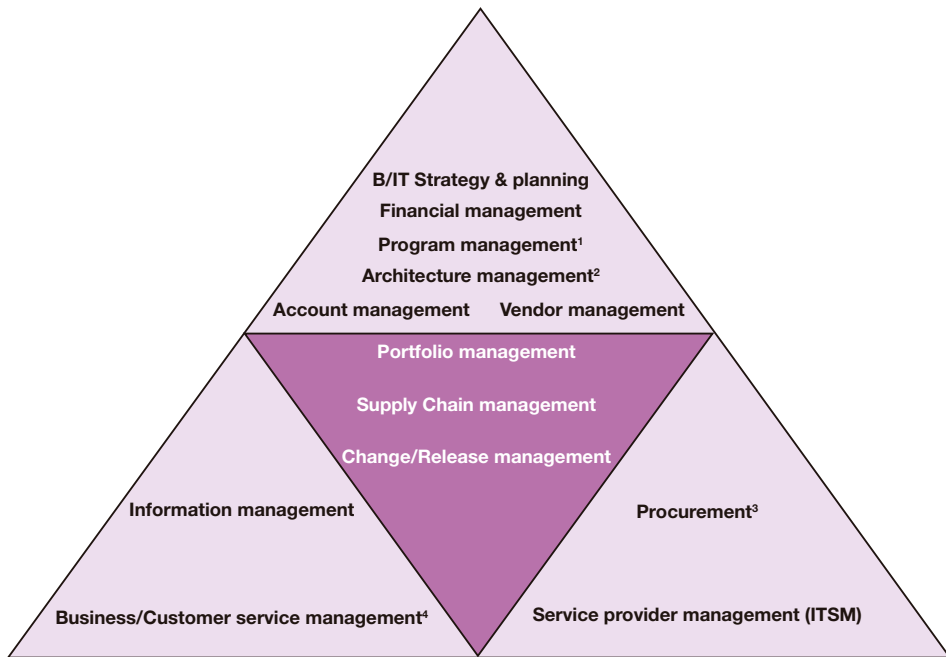 B/IT Strategy & planning
Financial management
Program management¹
Architecture management²
Account management Vendor management
Portfolio management
Supply Chain management
Change/Release management
Information management
Procurement³
Business/Customer service management⁴
Service provider management (ITSM)